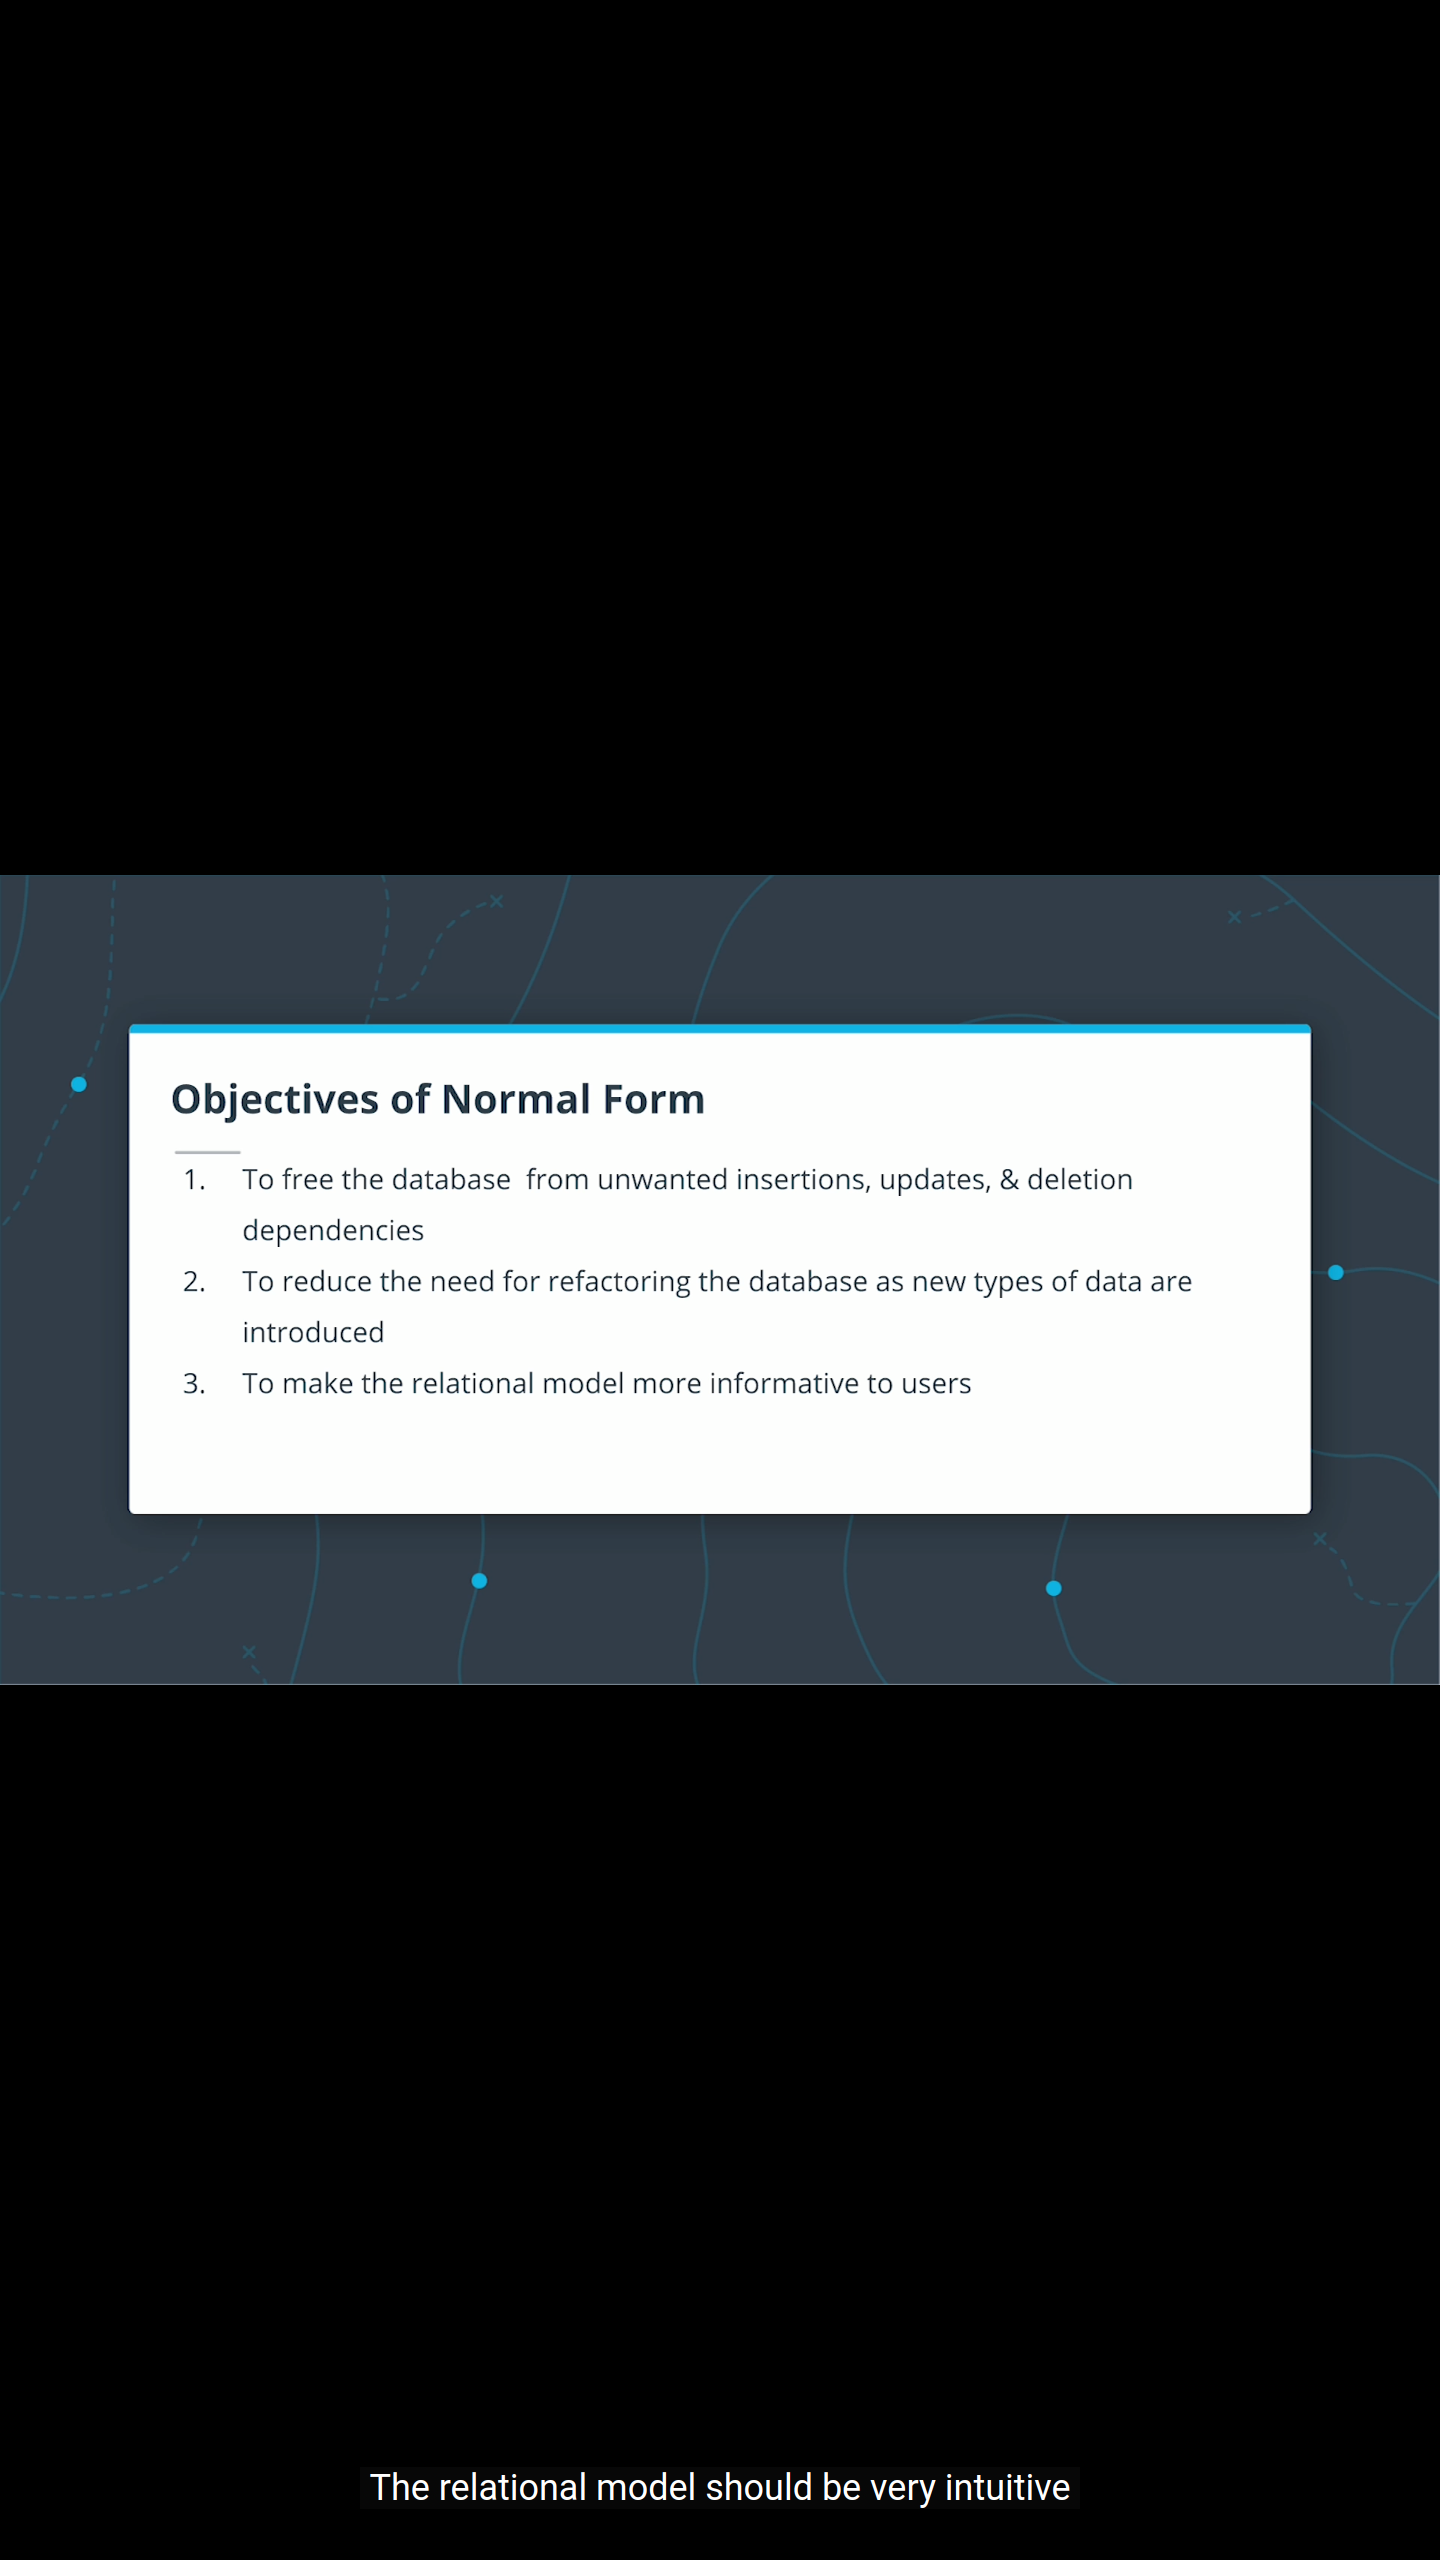 Objectives of Normal Form
1. To free the database  from unwanted insertions, updates, & deletion
dependencies
2. To reduce the need for refactoring the database as new types of data are
introduced
3. To make the relational model more informative to users
The relational model should be very intuitive